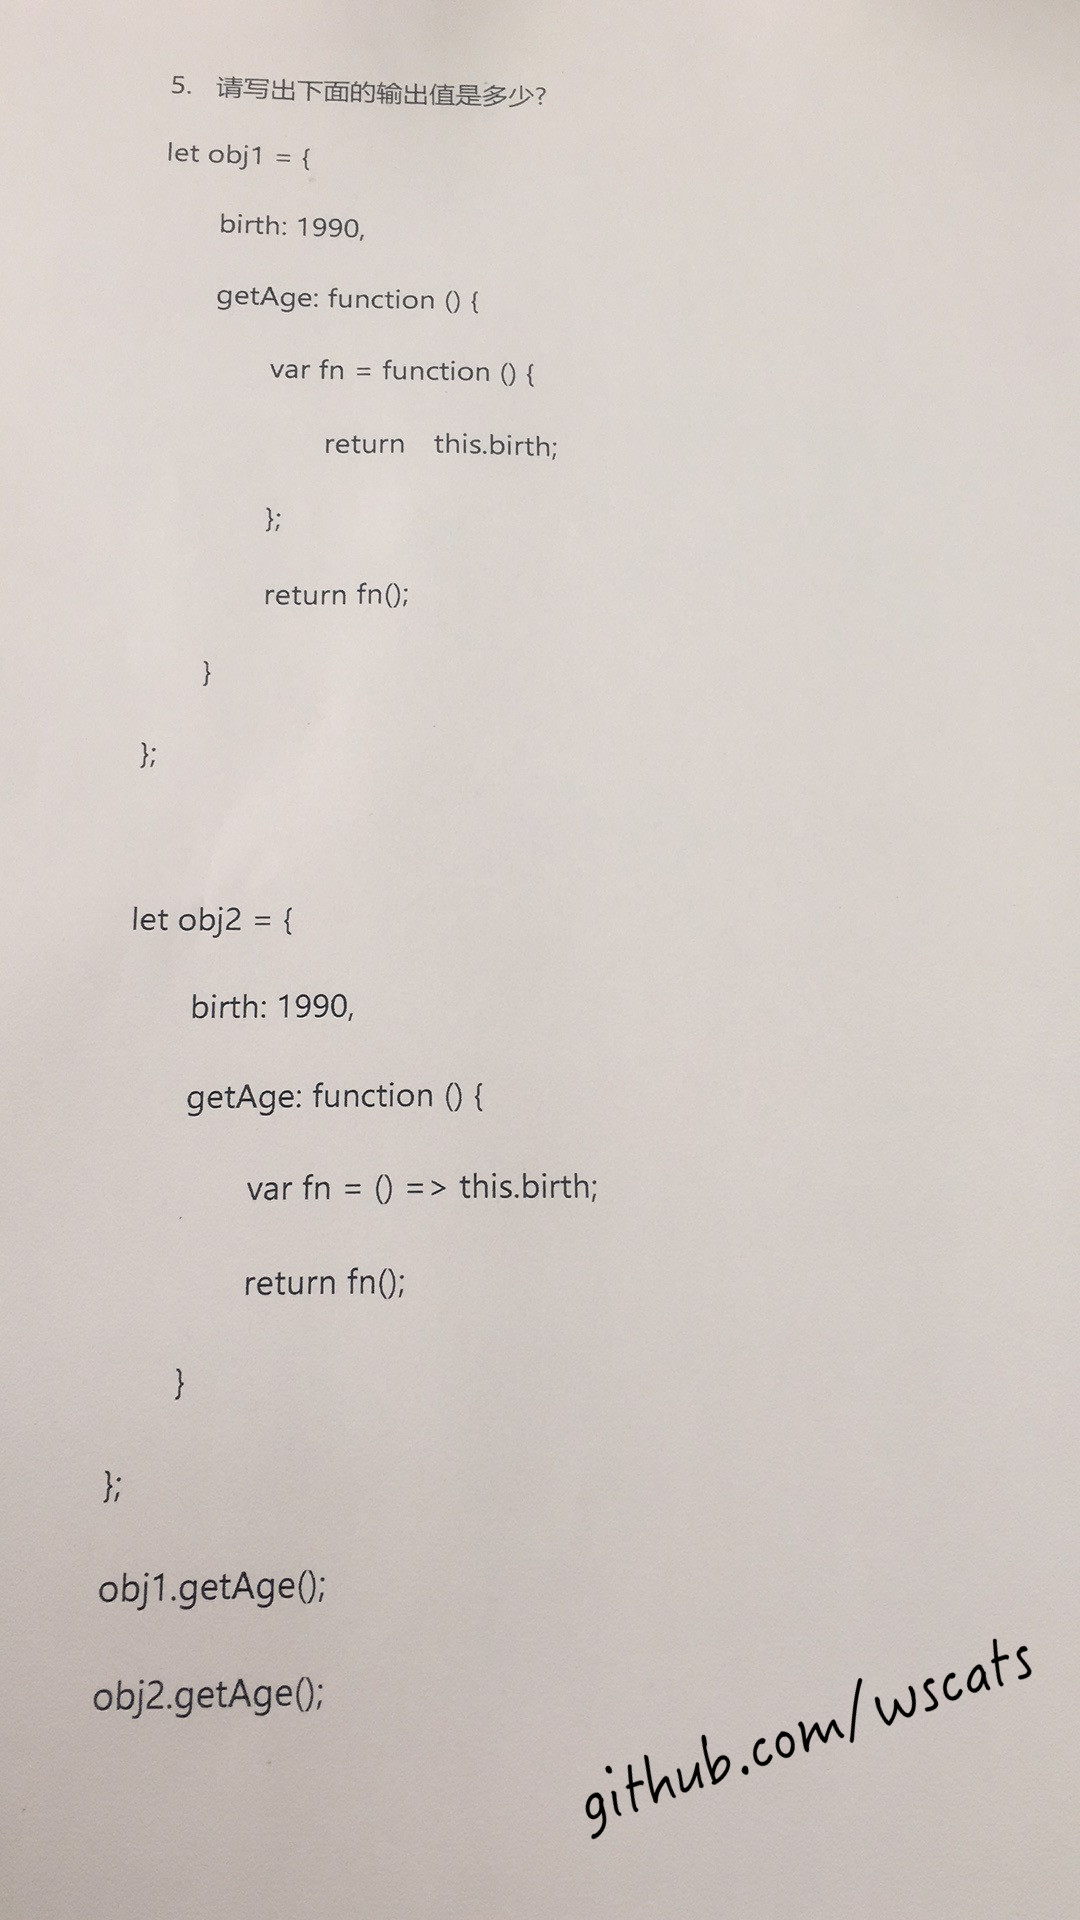 5. 请写出下面的输出值是多少?
let obj1 = {
birth: 1990,
getAge: function () {
var fn = function () {
return this.birth;
};
return fn();
}
};
let obj2 = {
birth: 1990,
getAge: function () {
var fn = () => this.birth;
return fn();
}
};
obj1.getAge();
obj2.getAge();
github.com/wscats